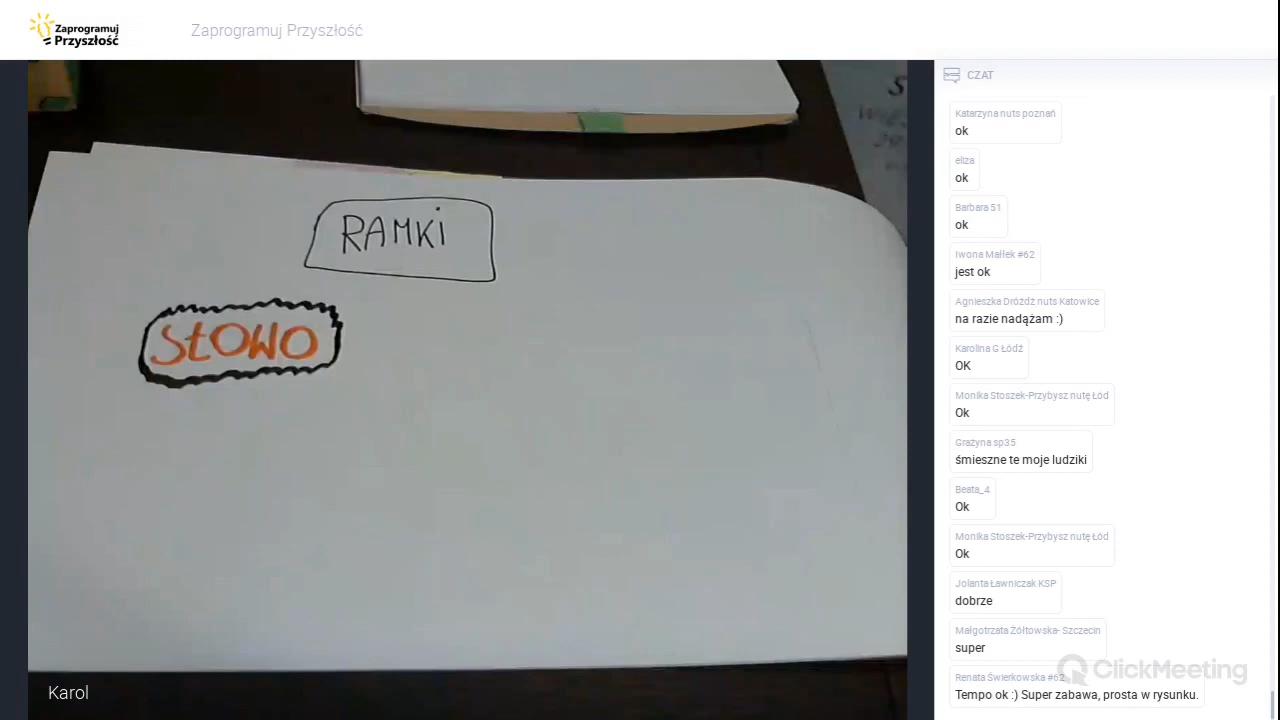 Zaprogramuj
Przyszłość
Zaprogramuj Przyszłość
RAMKi
SŁOWO
Karol
CZAT
Katarzyna nuts poznań
ok
eliza
ok
Barbara 51
ok
Iwona Małłek #62
jest ok
Agnieszka Dróżdż nuts Katowice
na razie nadążam :)
Karolina G Łódź
OK
Monika Stoszek-Przybysz nutę Łód
Ok
Grażyna sp35
śmieszne te moje ludziki
Beata_4
Ok
Monika Stoszek-Przybysz nutę Łód
Ok
Jolanta Ławniczak KSP
dobrze
Małgorzata Żółtowska- Szczecin
super
Renata Świerkowska #62
Tempo ok :) Super zabawa, prosta w rysunku.
ClickMeeting